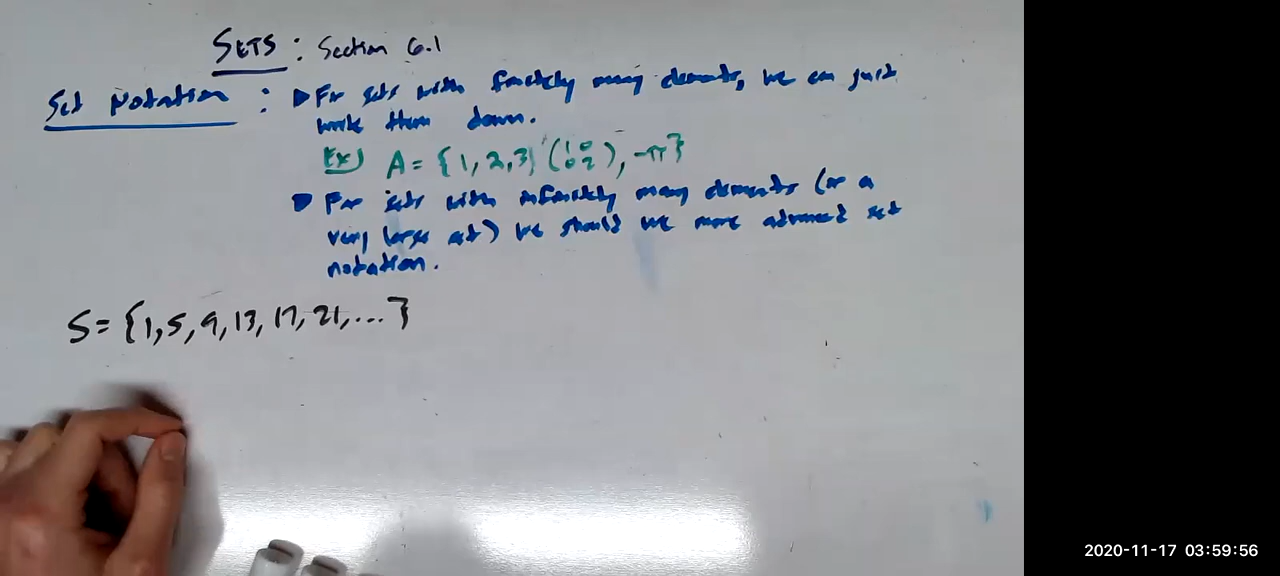 SETS : Section 6.1
Set Notation : ▶ For sets with finitely many elements, we can just
write them down.
(Ex) A = {1, 2, 3, (1 0 0 2), -π}
▶ For sets with infinitely many elements (or a
very large set) we should use more advanced set
notation.
S = {1, 5, 9, 13, 17, 21, ... }
2020-11-17 03:59:56